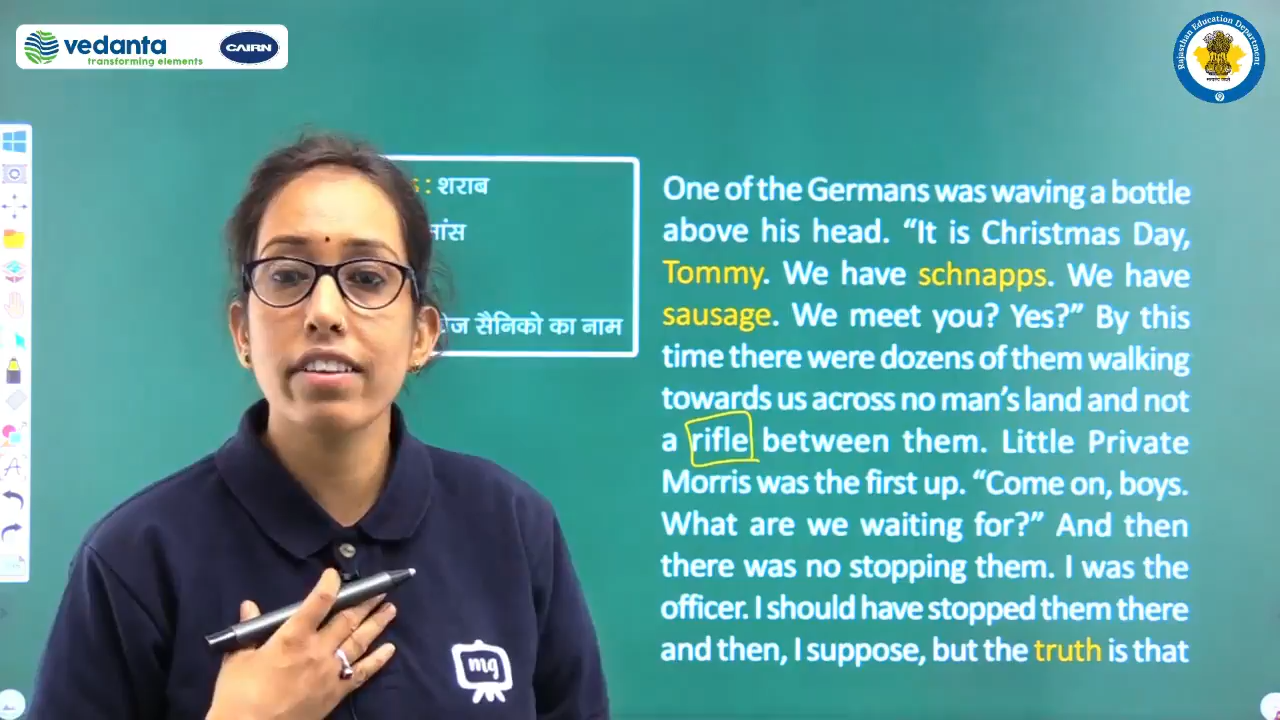 vedanta
transforming elements
CAIRN
Rajasthan Education Department
: शराब
One of the Germans was waving a bottle
above his head. “It is Christmas Day,
Tommy. We have schnapps. We have
sausage. We meet you? Yes?” By this
time there were dozens of them walking
towards us across no man’s land and not
a rifle between them. Little Private
Morris was the first up. “Come on, boys.
What are we waiting for?” And then
there was no stopping them. I was the
officer. I should have stopped them there
and then, I suppose, but the truth is that
सैनिको का नाम
mg